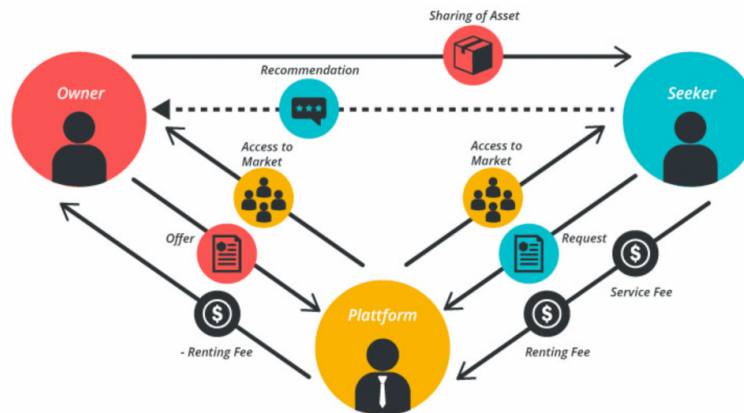 Sharing of Asset
Recommendation
Owner
Seeker
Access to
Market
Access to
Market
Offer
Request
Plattform
Service Fee
- Renting Fee
Renting Fee